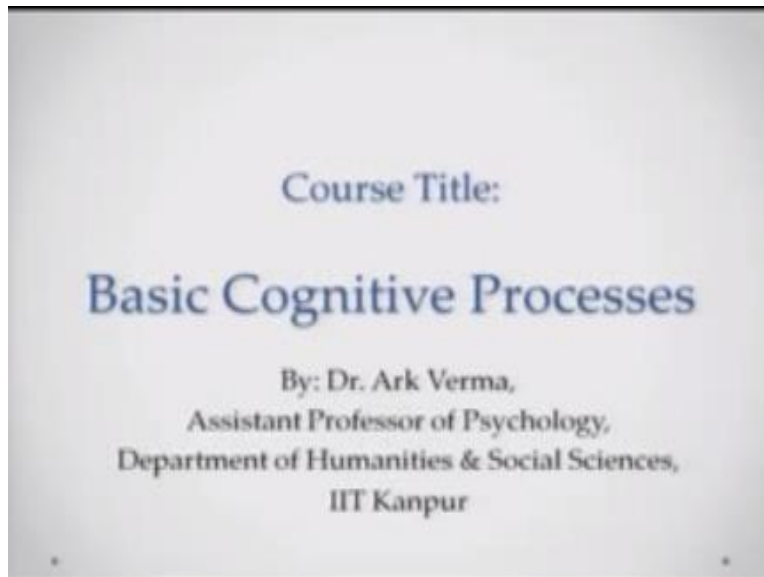 Course Title:
Basic Cognitive Processes
By: Dr. Ark Verma,
Assistant Professor of Psychology,
Department of Humanities & Social Sciences,
IIT Kanpur